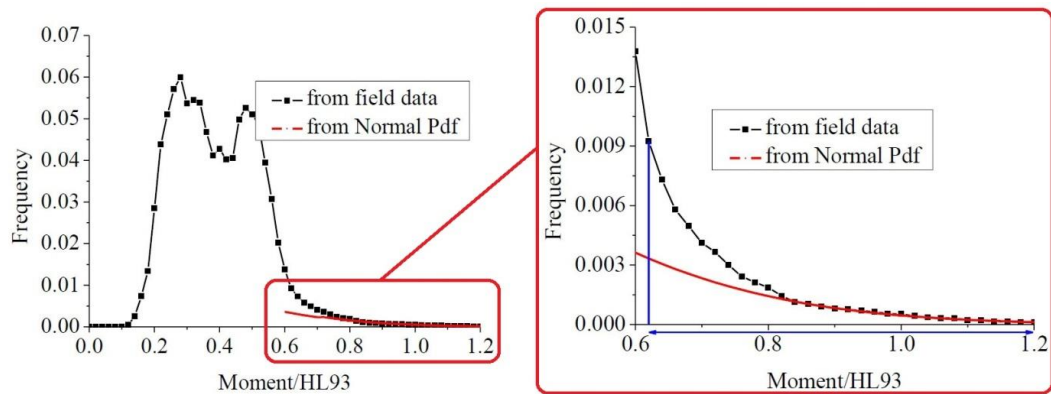 0.08
0.07
0.06
0.05
0.04
0.03
0.02
0.01
0.00
Frequency
from field data
from Normal Pdf
0.0 0.2 0.4 0.6 0.8 1.0 1.2
Moment/HL93
0.015
0.012
0.009
0.006
0.003
0.000
Frequency
from field data
from Normal Pdf
0.6 0.8 1.0 1.2
Moment/HL93